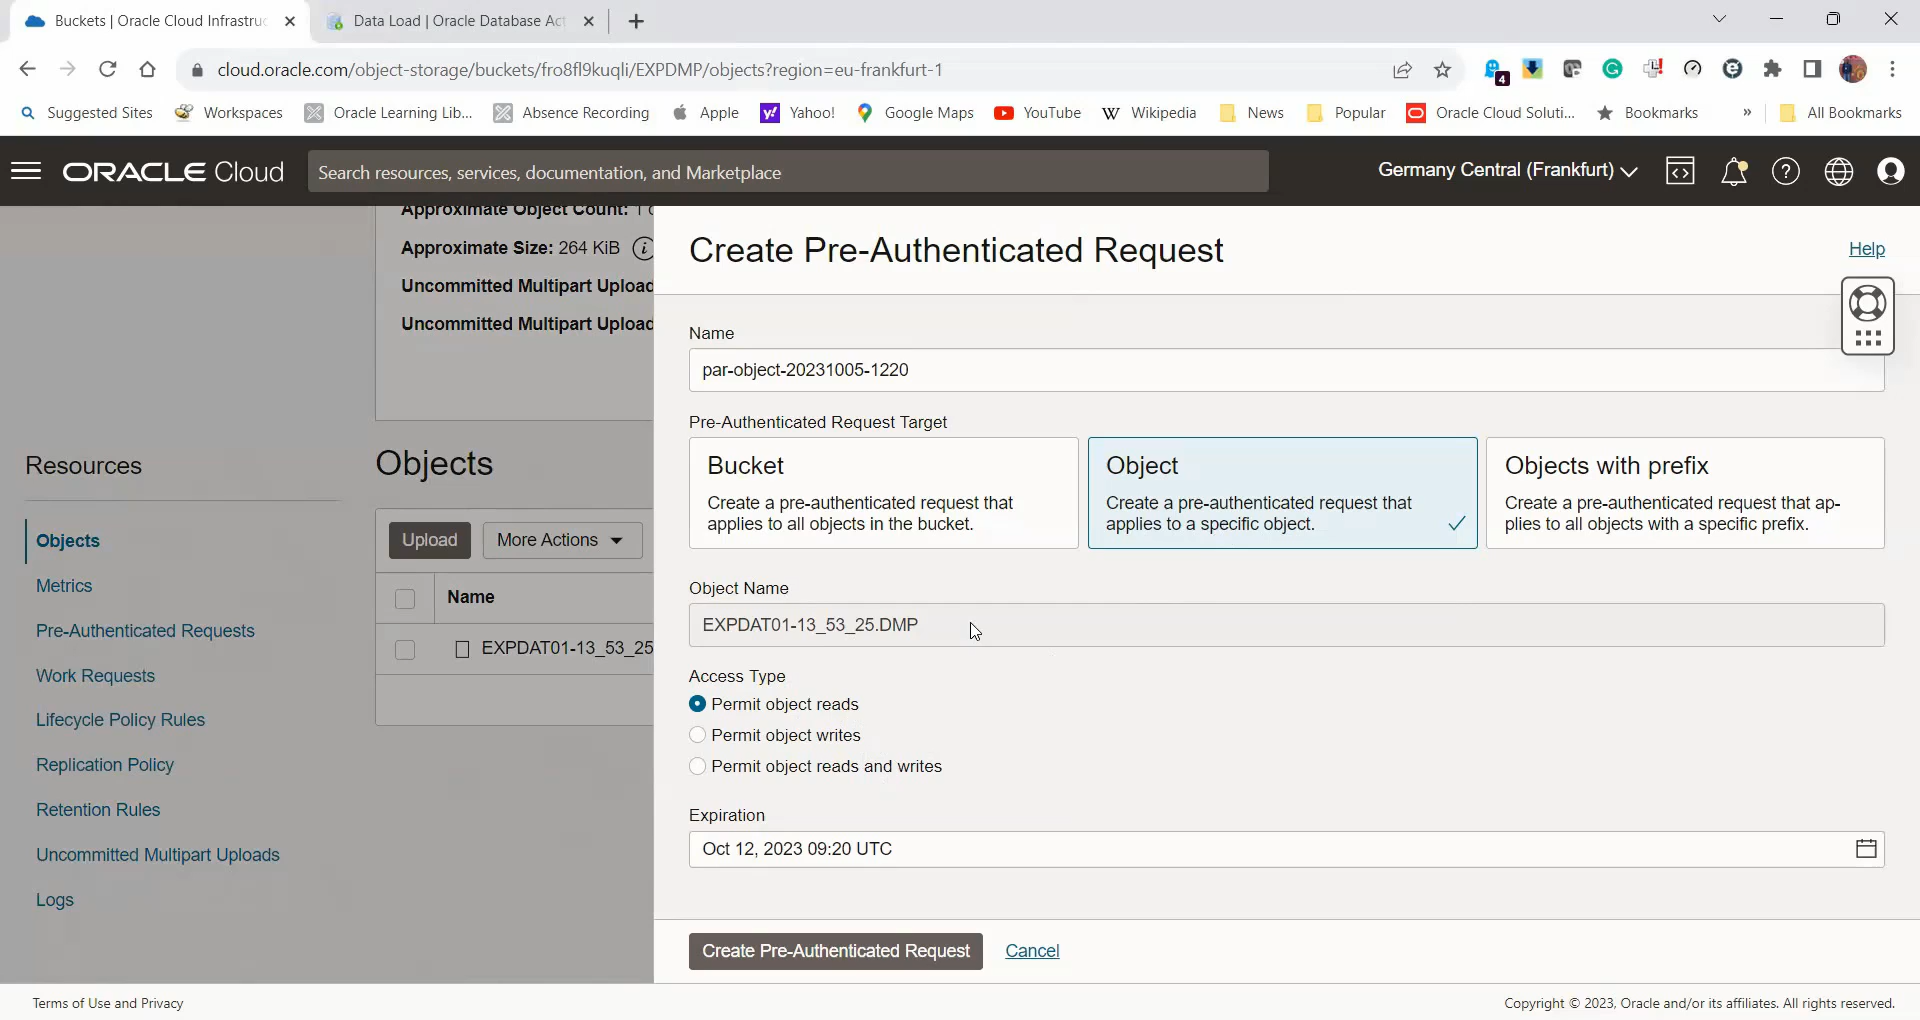 Buckets | Oracle Cloud Infrastruc
Data Load | Oracle Database Act
cloud.oracle.com/object-storage/buckets/fro8fl9kuqli/EXPDMP/objects?region=eu-frankfurt-1
4
Suggested Sites
Workspaces
Oracle Learning Lib...
Absence Recording
Apple
Yahoo!
Google Maps
YouTube
Wikipedia
News
Popular
Oracle Cloud Soluti...
Bookmarks
»
All Bookmarks
ORACLE Cloud
Search resources, services, documentation, and Marketplace
Germany Central (Frankfurt)
Approximate Object Count: 1
Approximate Size: 264 KiB
Uncommitted Multipart Upload
Uncommitted Multipart Upload
Resources
Objects
Metrics
Pre-Authenticated Requests
Work Requests
Lifecycle Policy Rules
Replication Policy
Retention Rules
Uncommitted Multipart Uploads
Logs
Objects
Upload
More Actions
Name
EXPDAT01-13_53_25
Create Pre-Authenticated Request
Help
Name
par-object-20231005-1220
Pre-Authenticated Request Target
Bucket
Create a pre-authenticated request that
applies to all objects in the bucket.
Object
Create a pre-authenticated request that
applies to a specific object.
Objects with prefix
Create a pre-authenticated request that ap-
plies to all objects with a specific prefix.
Object Name
EXPDAT01-13_53_25.DMP
Access Type
Permit object reads
Permit object writes
Permit object reads and writes
Expiration
Oct 12, 2023 09:20 UTC
Create Pre-Authenticated Request
Cancel
Terms of Use and Privacy
Copyright © 2023, Oracle and/or its affiliates. All rights reserved.